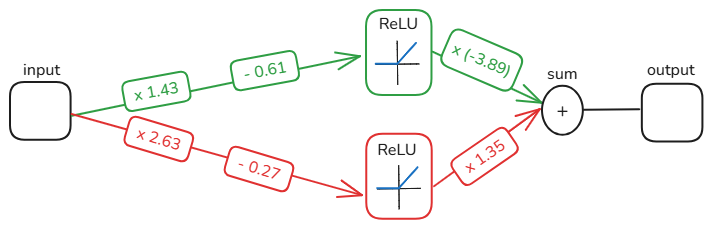 input
x 1.43
- 0.61
ReLU
x (-3.89)
x 2.63
- 0.27
ReLU
x 1.35
sum
+
output